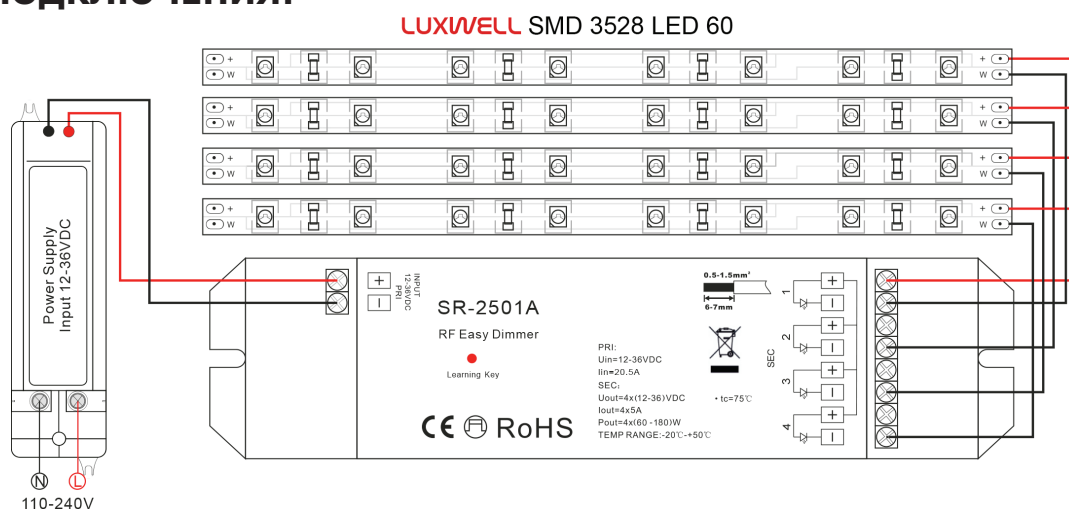 ПОДКЛЮЧЕНИЯ:
LUXWELL SMD 3528 LED 60
+ +
W W
+ +
W W
+ +
W W
+ +
W W
Power Supply
Input 12-36VDC
N L
110-240V
+
−
INPUT
12-36VDC
PRI
SR-2501A
RF Easy Dimmer
Learning Key
CE RoHS
PRI:
Uin=12-36VDC
Iin=20.5A
SEC:
Uout=4x(12-36)VDC
Iout=4x5A
Pout=4x(60-180)W
TEMP RANGE:-20℃-+50℃
0.5-1.5mm²
6-7mm
• tc=75℃
SEC
1 +
−
2 +
−
3 +
−
4 +
−